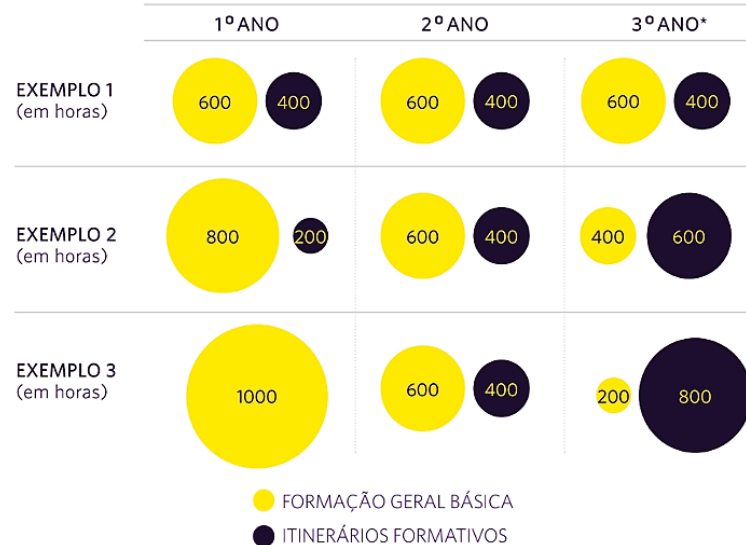 1º ANO 2º ANO 3º ANO*
EXEMPLO 1
(em horas)
600 400 600 400 600 400
EXEMPLO 2
(em horas)
800 200 600 400 400 600
EXEMPLO 3
(em horas)
1000 600 400 200 800
FORMAÇÃO GERAL BÁSICA
ITINERÁRIOS FORMATIVOS